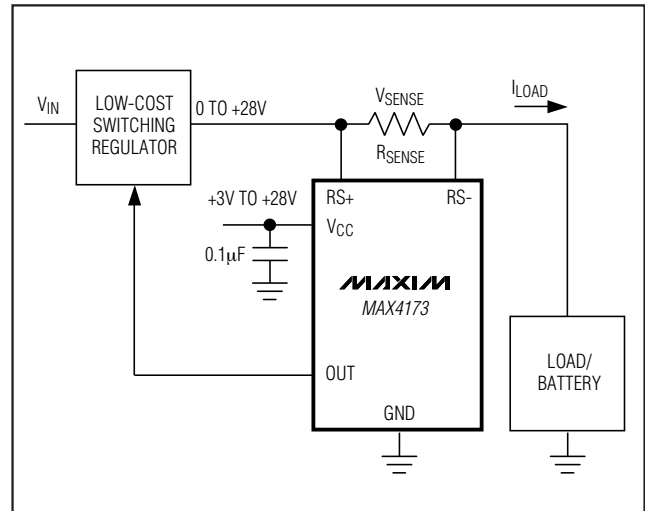 VIN
LOW-COST
SWITCHING
REGULATOR
0 TO +28V
VSENSE
RSENSE
ILOAD
+3V TO +28V
RS+
RS-
VCC
0.1μF
MAXIM
MAX4173
OUT
GND
LOAD/
BATTERY